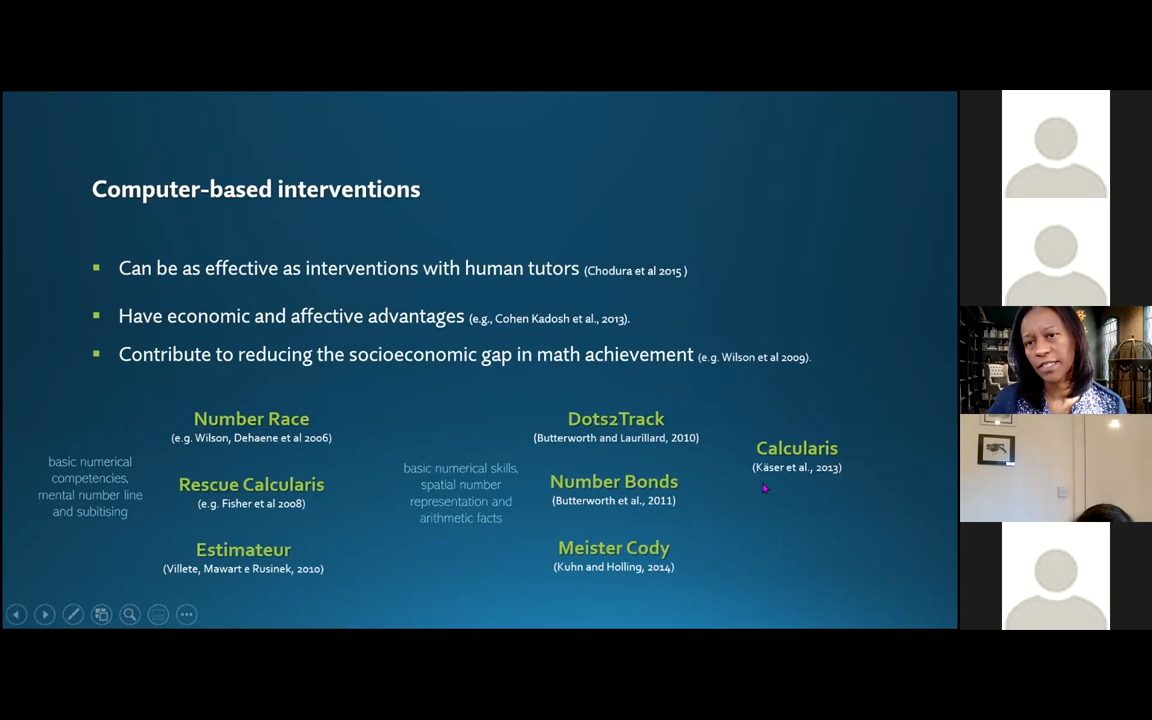 Computer-based interventions
Can be as effective as interventions with human tutors (Chodura et al 2015 )
Have economic and affective advantages (e.g., Cohen Kadosh et al., 2013).
Contribute to reducing the socioeconomic gap in math achievement (e.g. Wilson et al 2009).
basic numerical
competencies,
mental number line
and subitising
Number Race
(e.g. Wilson, Dehaene et al 2006)
Rescue Calcularis
(e.g. Fisher et al 2008)
Estimateur
(Villete, Mawart e Rusinek, 2010)
basic numerical skills,
spatial number
representation and
arithmetic facts
Dots2Track
(Butterworth and Laurillard, 2010)
Number Bonds
(Butterworth et al., 2011)
Meister Cody
(Kuhn and Holling, 2014)
Calcularis
(Käser et al., 2013)